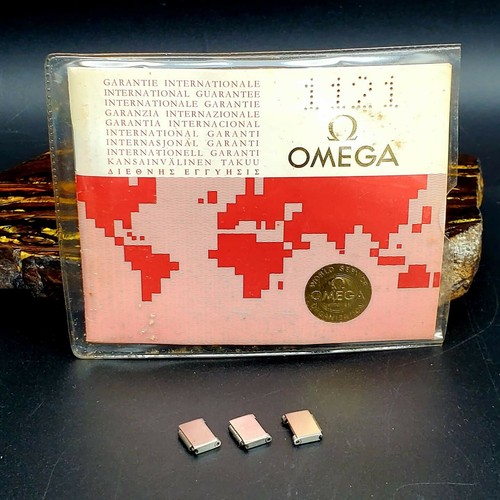 GARANTIE INTERNATIONALE
INTERNATIONAL GUARANTEE
INTERNATIONALE GARANTIE
GARANZIA INTERNAZIONALE
GARANTIA INTERNACIONAL
INTERNATIONAL GARANTI
INTERNASJONAL GARANTI
INTERNATIONELL GARANTI
KANSAINVÄLINEN TAKUU
ΔΙΕΘΝΗΣ ΕΓΓΥΗΣΙΣ
1121
Ω
OMEGA
WORLD SERVICE
Ω
OMEGA
ORGANIZATION